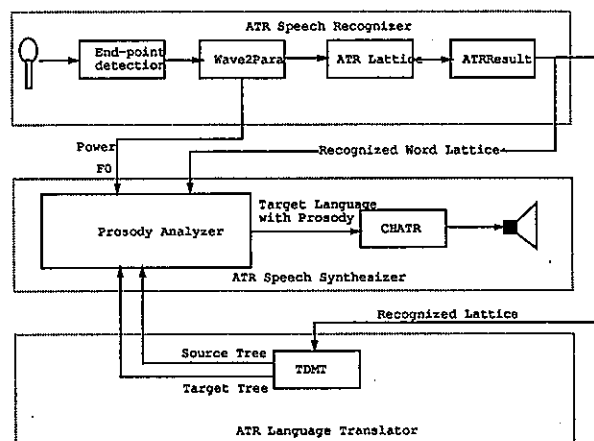 ATR Speech Recognizer
End-point
detection
Wave2Para
ATR Lattice
ATRResult
Power
F0
Recognized Word Lattice
Prosody Analyzer
Target Language
with Prosody
CHATR
ATR Speech Synthesizer
Recognized Lattice
Source Tree
TDMT
Target Tree
ATR Language Translator